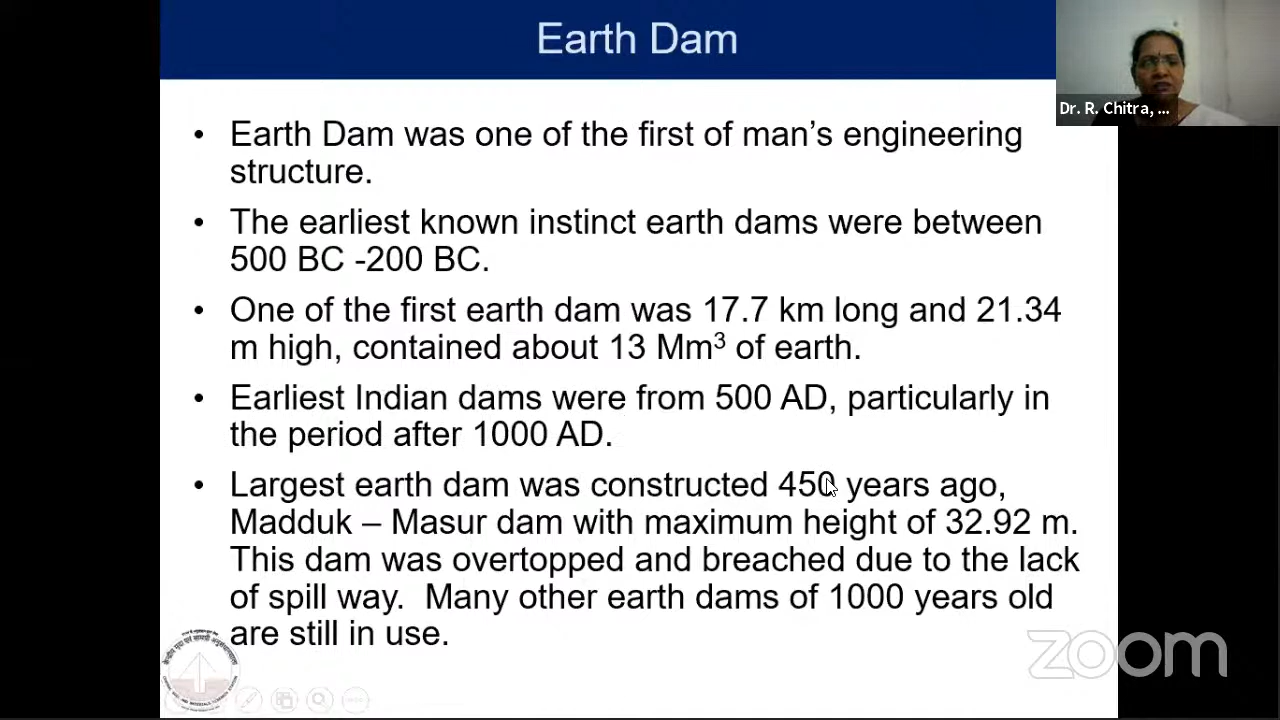 Earth Dam
Dr. R. Chitra, ...
• Earth Dam was one of the first of man’s engineering
structure.
• The earliest known instinct earth dams were between
500 BC -200 BC.
• One of the first earth dam was 17.7 km long and 21.34
m high, contained about 13 Mm³ of earth.
• Earliest Indian dams were from 500 AD, particularly in
the period after 1000 AD.
• Largest earth dam was constructed 450 years ago,
Madduk – Masur dam with maximum height of 32.92 m.
This dam was overtopped and breached due to the lack
of spill way.  Many other earth dams of 1000 years old
are still in use.
zoom